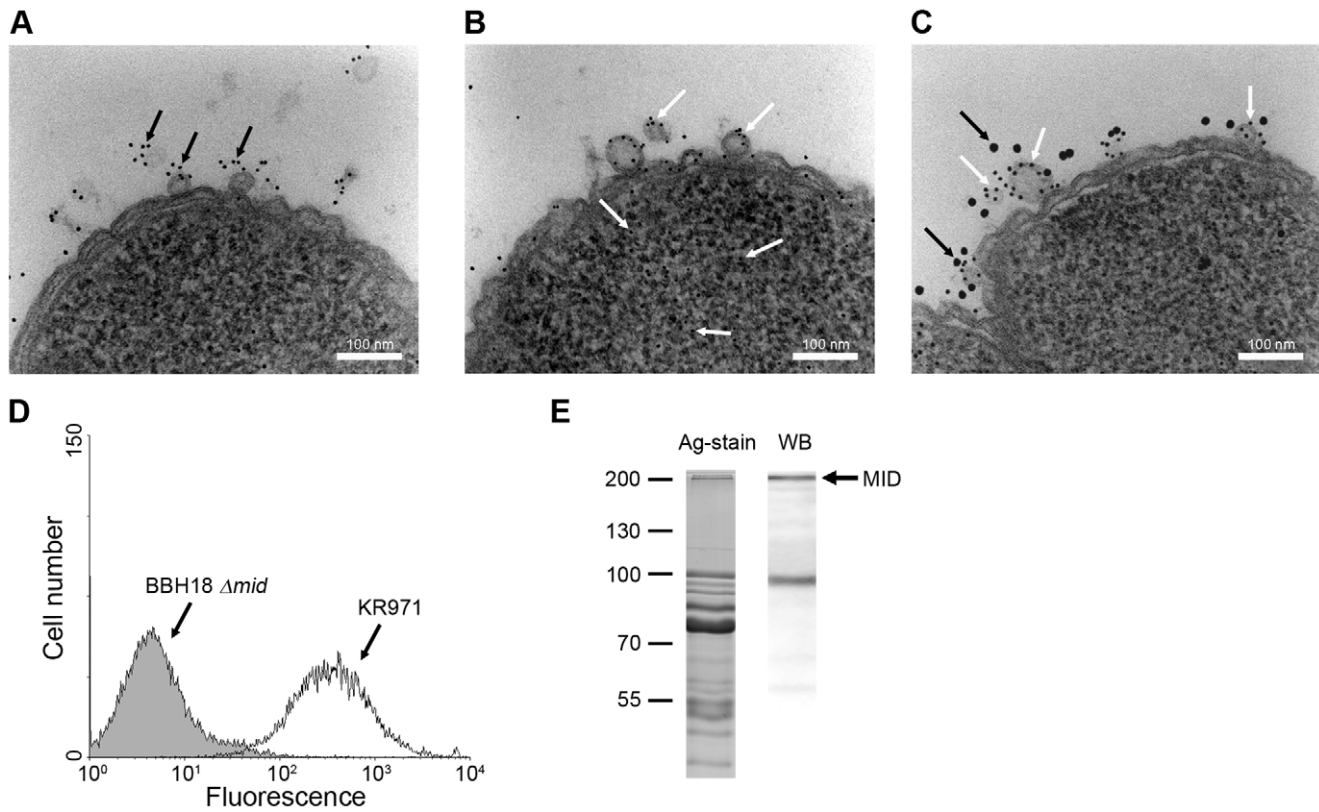 A
B
C
100 nm
100 nm
100 nm
D
150
Cell number
0
BBH18 Δmid
KR971
10⁰
10¹
10²
10³
10⁴
Fluorescence
E
Ag-stain
WB
200
130
100
70
55
MID